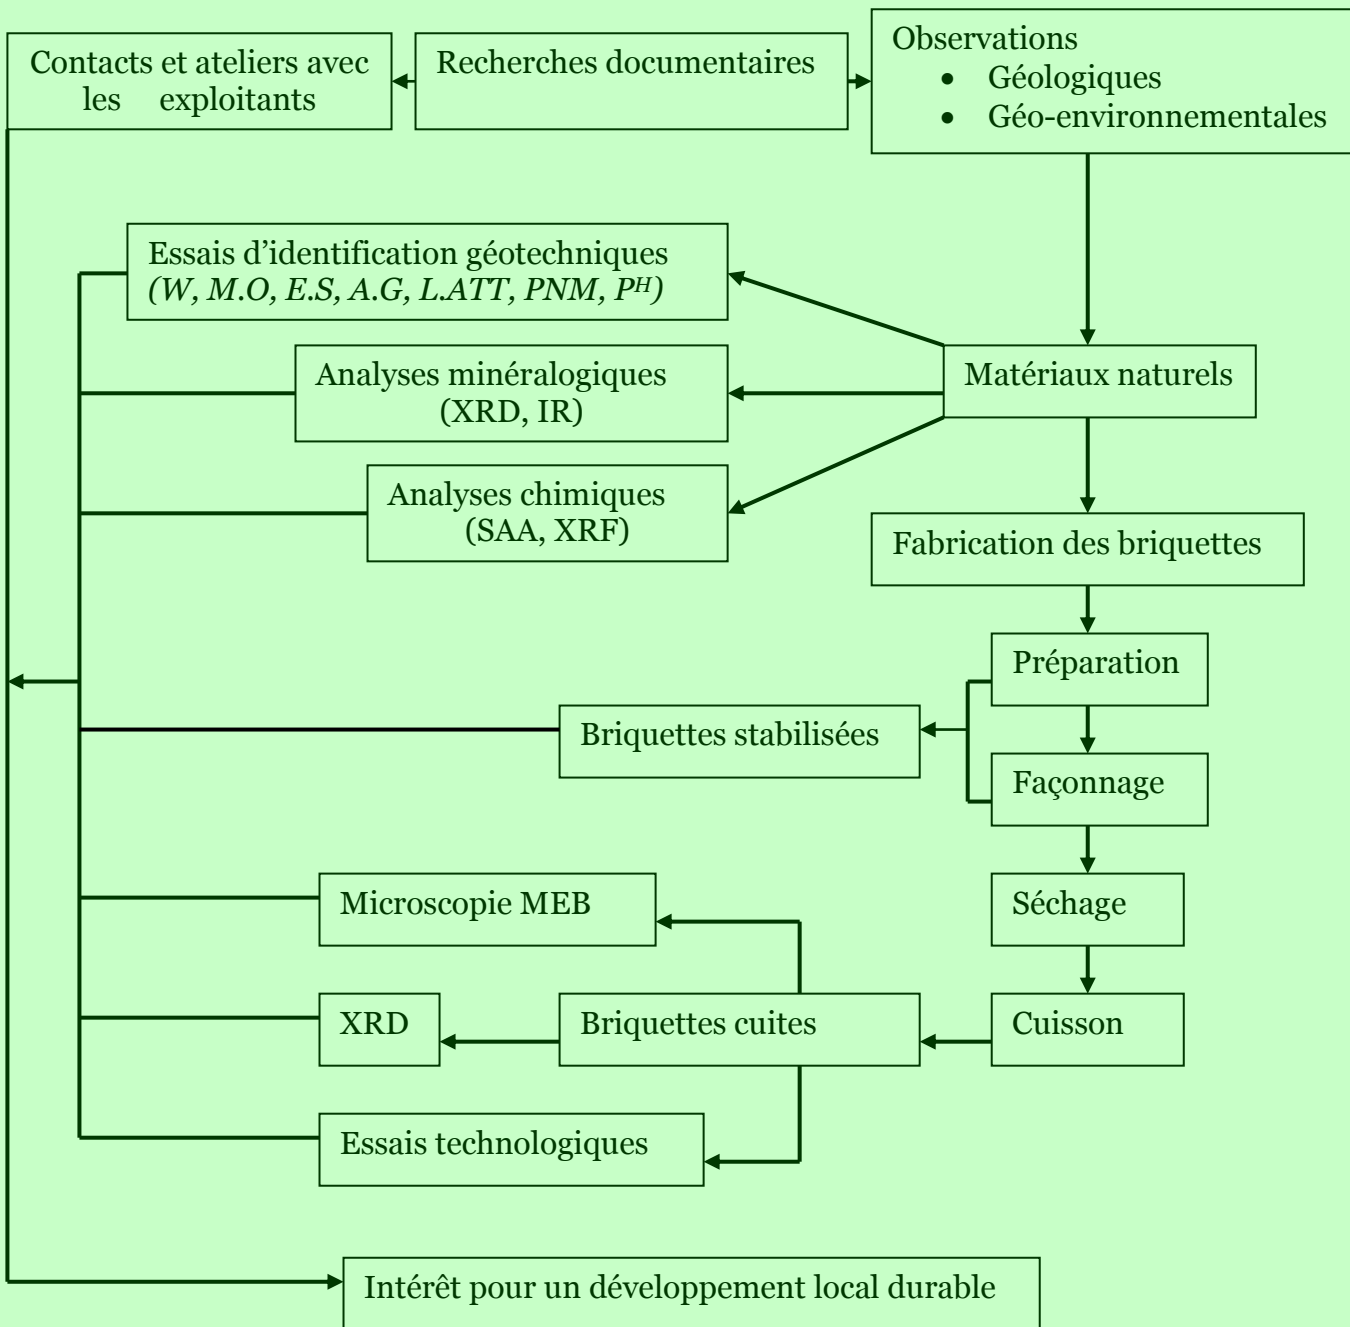 Contacts et ateliers avec
les exploitants
Recherches documentaires
Observations
• Géologiques
• Géo-environnementales
Essais d'identification géotechniques
(W, M.O, E.S, A.G, L.ATT, PNM, Pᴴ)
Analyses minéralogiques
(XRD, IR)
Matériaux naturels
Analyses chimiques
(SAA, XRF)
Fabrication des briquettes
Préparation
Briquettes stabilisées
Façonnage
Microscopie MEB
Séchage
XRD
Briquettes cuites
Cuisson
Essais technologiques
Intérêt pour un développement local durable